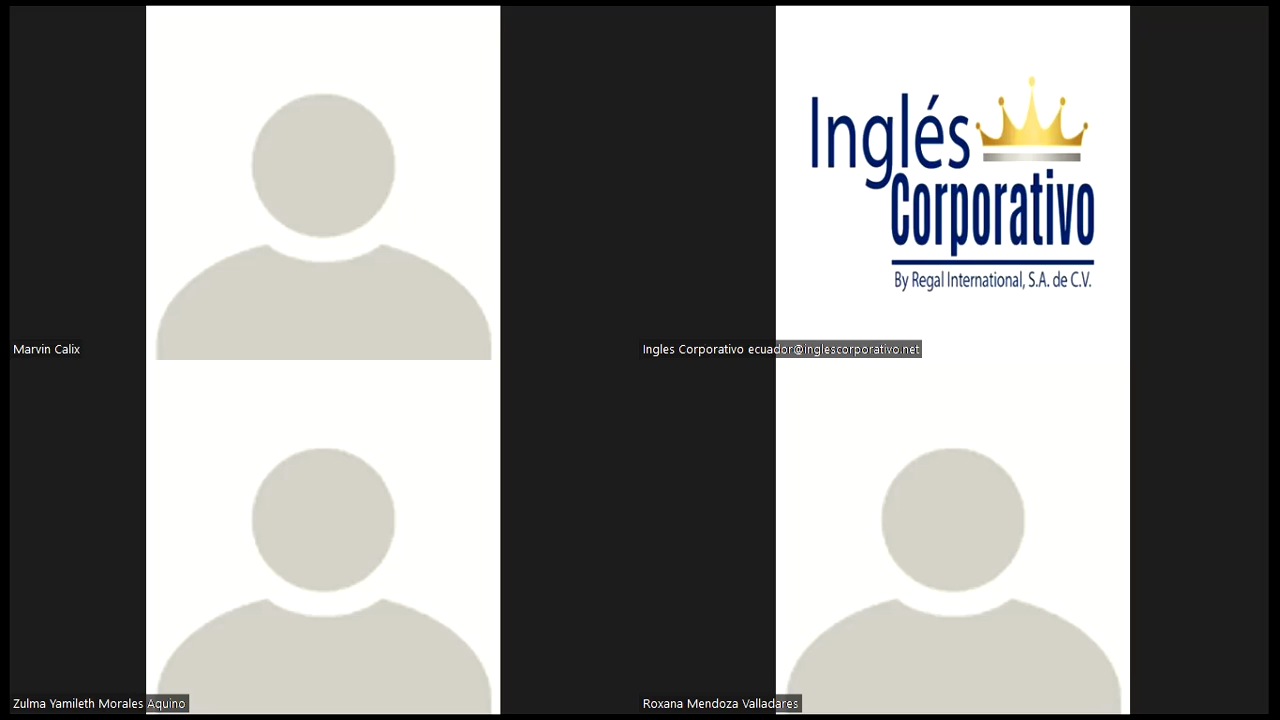 Inglés
Corporativo
By Regal International, S.A. de C.V.
Marvin Calix
Ingles Corporativo ecuador@inglescorporativo.net
Zulma Yamileth Morales Aquino
Roxana Mendoza Valladares